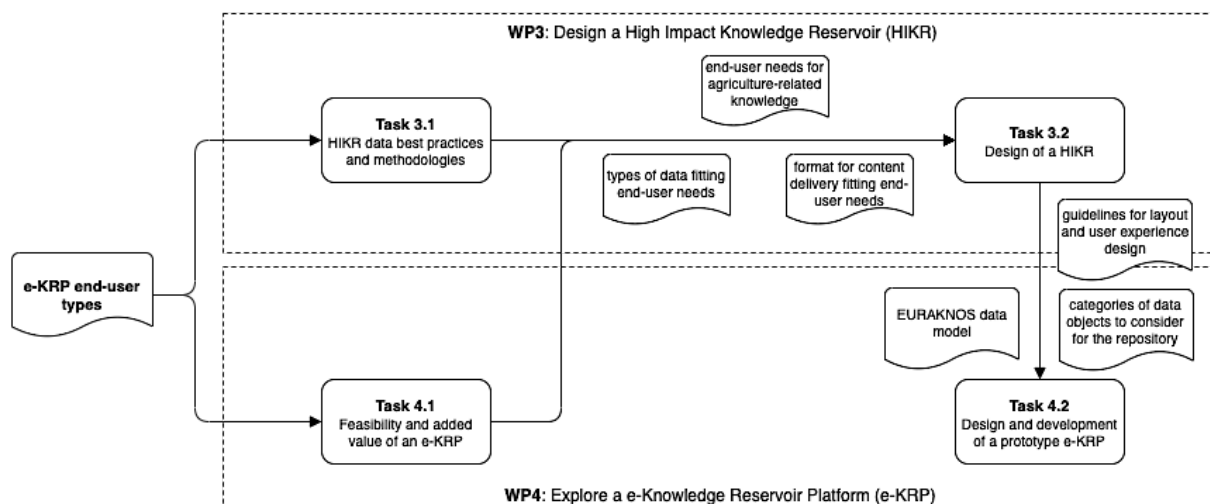 WP3: Design a High Impact Knowledge Reservoir (HIKR)
end-user needs for
agriculture-related
knowledge
Task 3.1
HIKR data best practices
and methodologies
Task 3.2
Design of a HIKR
types of data fitting
end-user needs
format for content
delivery fitting end-
user needs
guidelines for layout
and user experience
design
e-KRP end-user
types
EURAKNOS data
model
categories of data
objects to consider
for the repository
Task 4.1
Feasibility and added
value of an e-KRP
Task 4.2
Design and development
of a prototype e-KRP
WP4: Explore a e-Knowledge Reservoir Platform (e-KRP)